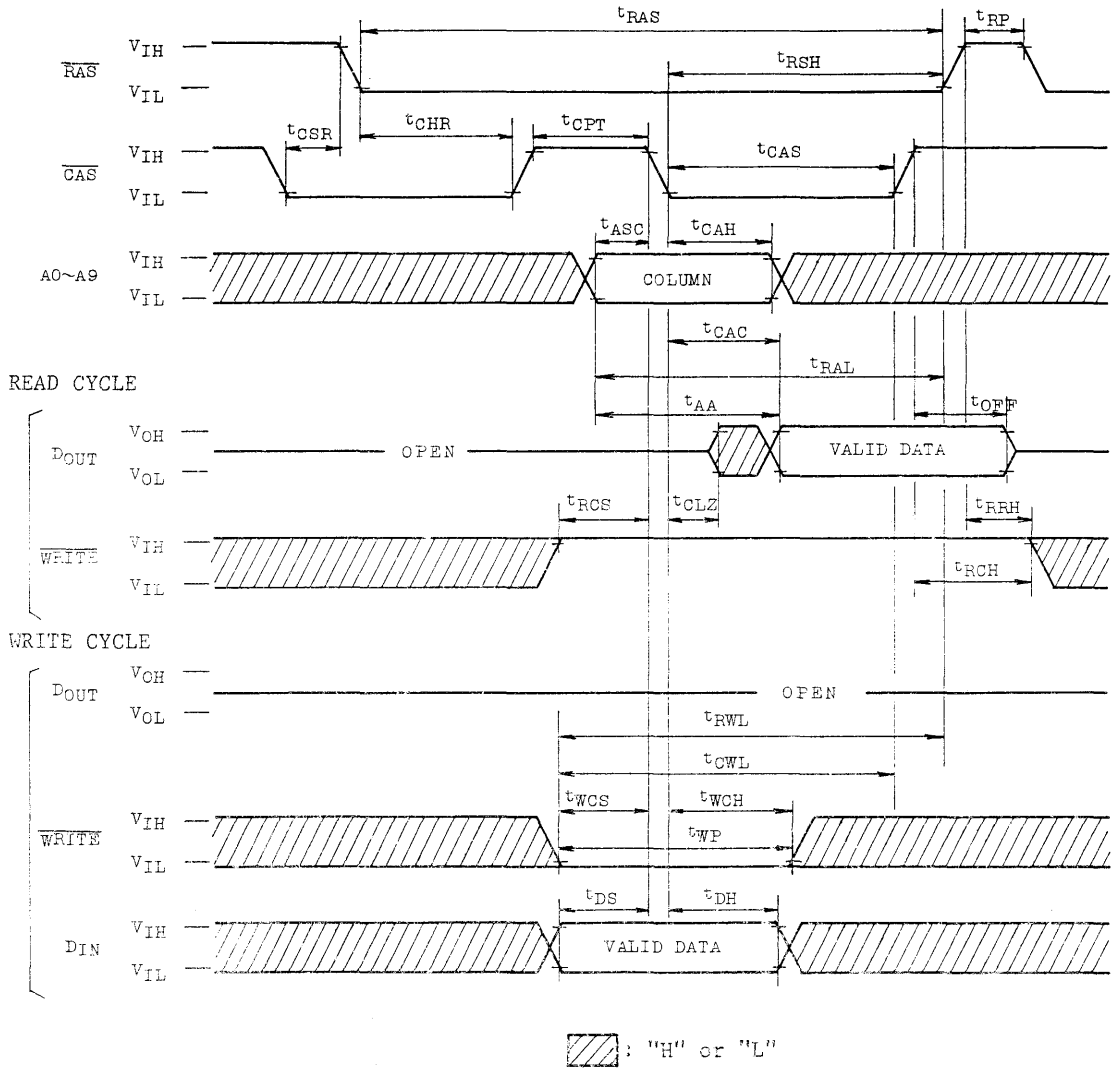 tRAS
tRP
VIH
RAS
tRSH
VIL
tCSR
tCHR
tCPT
VIH
CAS
tCAS
VIL
tASC
tCAH
VIH
A0~A9
COLUMN
VIL
tCAC
tRAL
READ CYCLE
tAA
tOFF
VOH
DOUT
OPEN
VALID DATA
VOL
tRCS
tCLZ
tRRH
VIH
WRITE
VIL
tRCH
WRITE CYCLE
VOH
DOUT
OPEN
VOL
tRWL
tCWL
tWCS
tWCH
VIH
WRITE
tWP
VIL
tDS
tDH
VIH
DIN
VALID DATA
VIL
: "H" or "L"